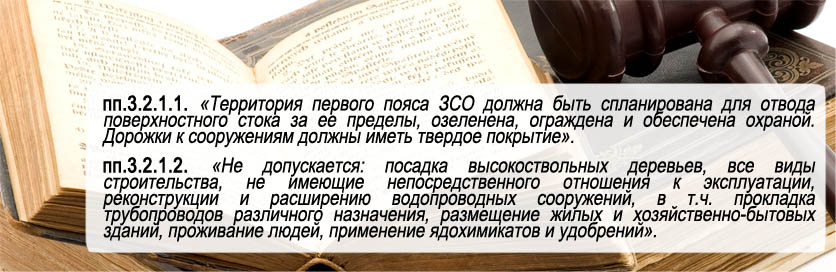 пп.3.2.1.1. «Территория первого пояса ЗСО должна быть спланирована для отвода
поверхностного стока за ее пределы, озеленена, ограждена и обеспечена охраной.
Дорожки к сооружениям должны иметь твердое покрытие».
пп.3.2.1.2. «Не допускается: посадка высокоствольных деревьев, все виды
строительства, не имеющие непосредственного отношения к эксплуатации,
реконструкции и расширению водопроводных сооружений, в т.ч. прокладка
трубопроводов различного назначения, размещение жилых и хозяйственно-бытовых
зданий, проживание людей, применение ядохимикатов и удобрений».